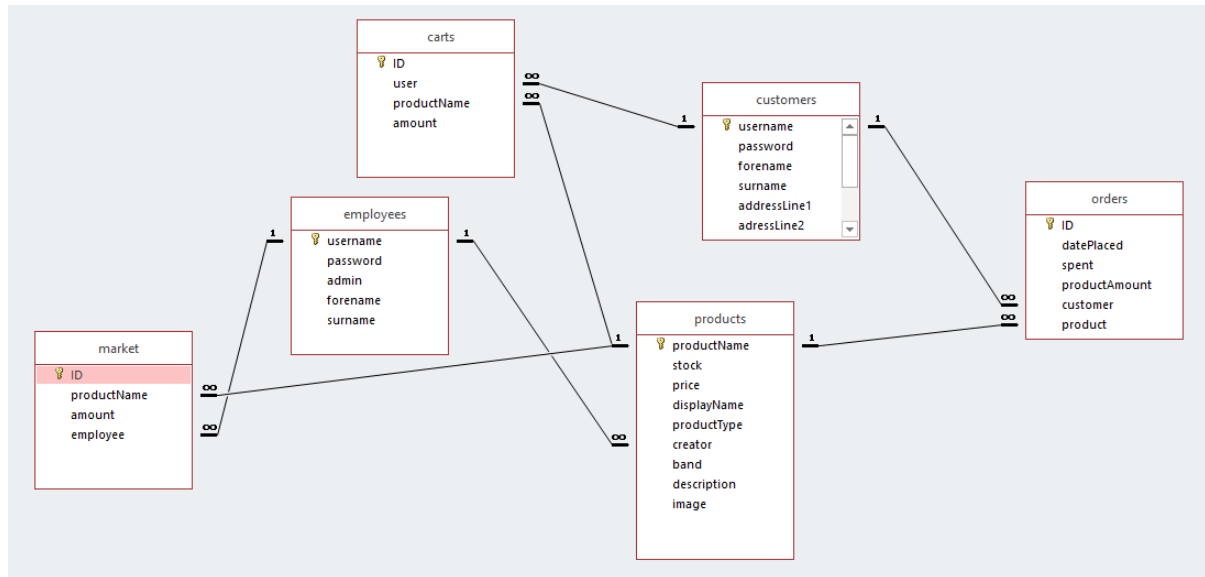 carts
ID
user
productName
amount
∞
∞
1
customers
username
password
forename
surname
addressLine1
adressLine2
1
orders
ID
datePlaced
spent
productAmount
customer
product
∞
∞
employees
username
password
admin
forename
surname
1
1
products
productName
stock
price
displayName
productType
creator
band
description
image
1
1
∞
market
ID
productName
amount
employee
∞
∞